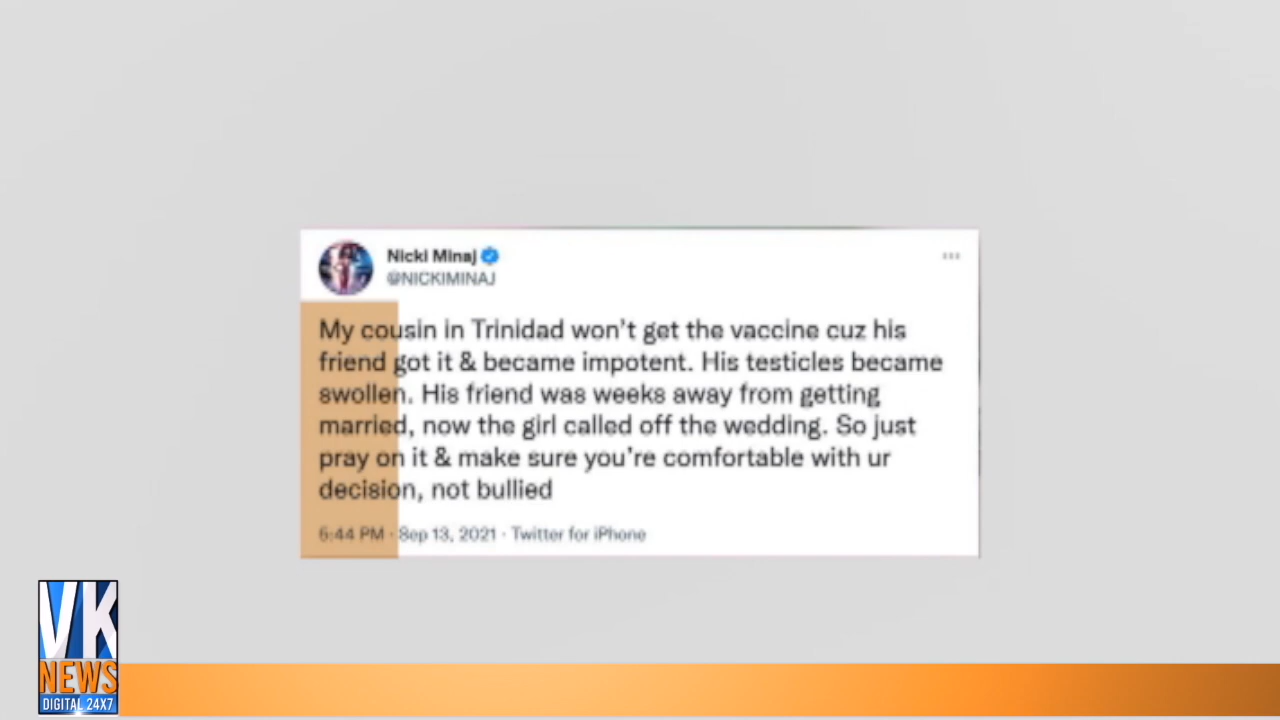 Nicki Minaj
@NICKIMINAJ
My cousin in Trinidad won't get the vaccine cuz his
friend got it & became impotent. His testicles became
swollen. His friend was weeks away from getting
married, now the girl called off the wedding. So just
pray on it & make sure you're comfortable with ur
decision, not bullied
5:44 PM · Sep 13, 2021 · Twitter for iPhone
VK
NEWS
DIGITAL 24X7